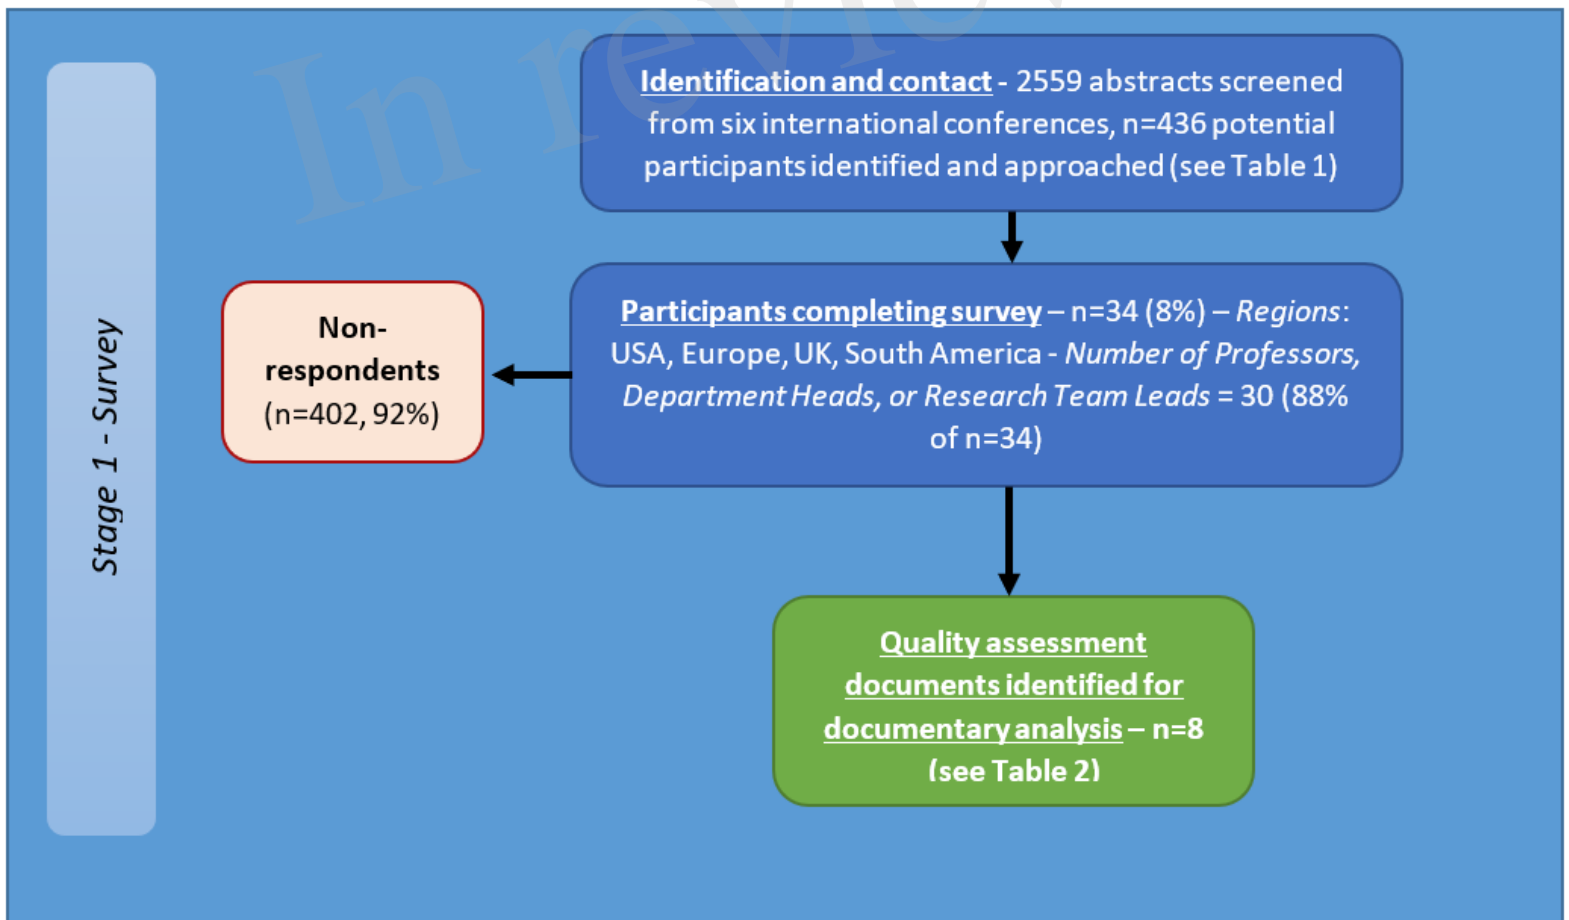 In review
Identification and contact - 2559 abstracts screened
from six international conferences, n=436 potential
participants identified and approached (see Table 1)
Stage 1 - Survey
Non-
respondents
(n=402, 92%)
Participants completing survey – n=34 (8%) – Regions:
USA, Europe, UK, South America - Number of Professors,
Department Heads, or Research Team Leads = 30 (88%
of n=34)
Quality assessment
documents identified for
documentary analysis – n=8
(see Table 2)